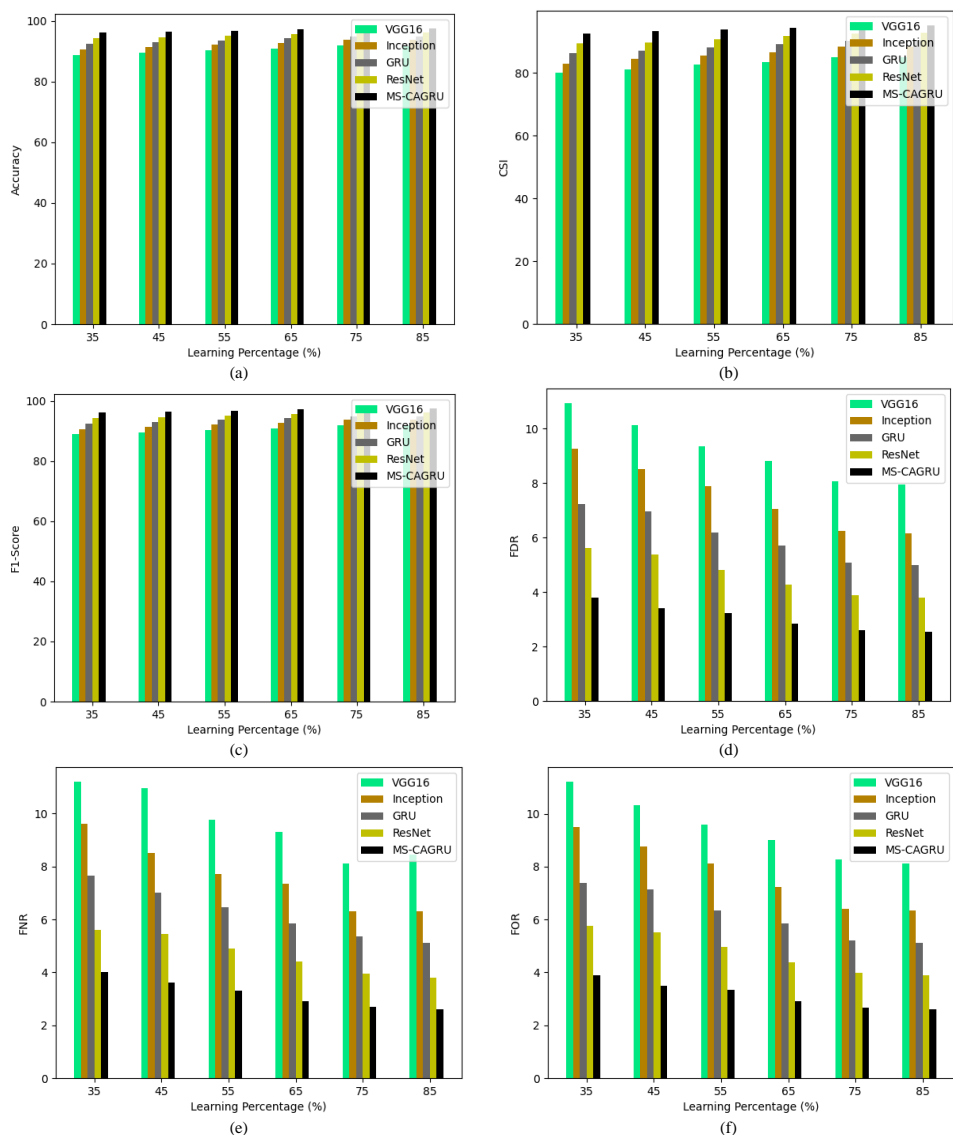 100
80
60
40
20
0
Accuracy
VGG16
Inception
GRU
ResNet
MS-CAGRU
35 45 55 65 75 85
Learning Percentage (%)
(a)
80
60
40
20
0
CSI
VGG16
Inception
GRU
ResNet
MS-CAGRU
35 45 55 65 75 85
Learning Percentage (%)
(b)
100
80
60
40
20
0
F1-Score
VGG16
Inception
GRU
ResNet
MS-CAGRU
35 45 55 65 75 85
Learning Percentage (%)
(c)
10
8
6
4
2
0
FDR
VGG16
Inception
GRU
ResNet
MS-CAGRU
35 45 55 65 75 85
Learning Percentage (%)
(d)
10
8
6
4
2
0
FNR
VGG16
Inception
GRU
ResNet
MS-CAGRU
35 45 55 65 75 85
Learning Percentage (%)
(e)
10
8
6
4
2
0
FOR
VGG16
Inception
GRU
ResNet
MS-CAGRU
35 45 55 65 75 85
Learning Percentage (%)
(f)